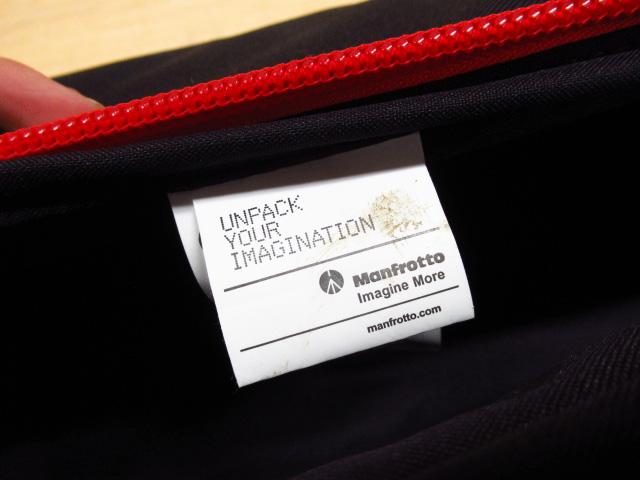 UNPACK
YOUR
IMAGINATION
Manfrotto
Imagine More
manfrotto.com